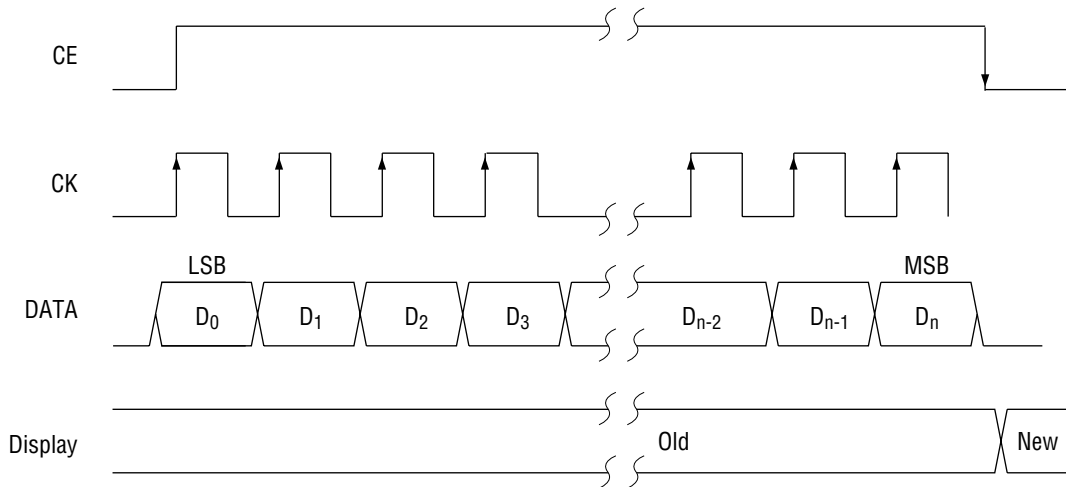 CE
CK
LSB MSB
DATA D₀ D₁ D₂ D₃ Dₙ₋₂ Dₙ₋₁ Dₙ
Display Old New